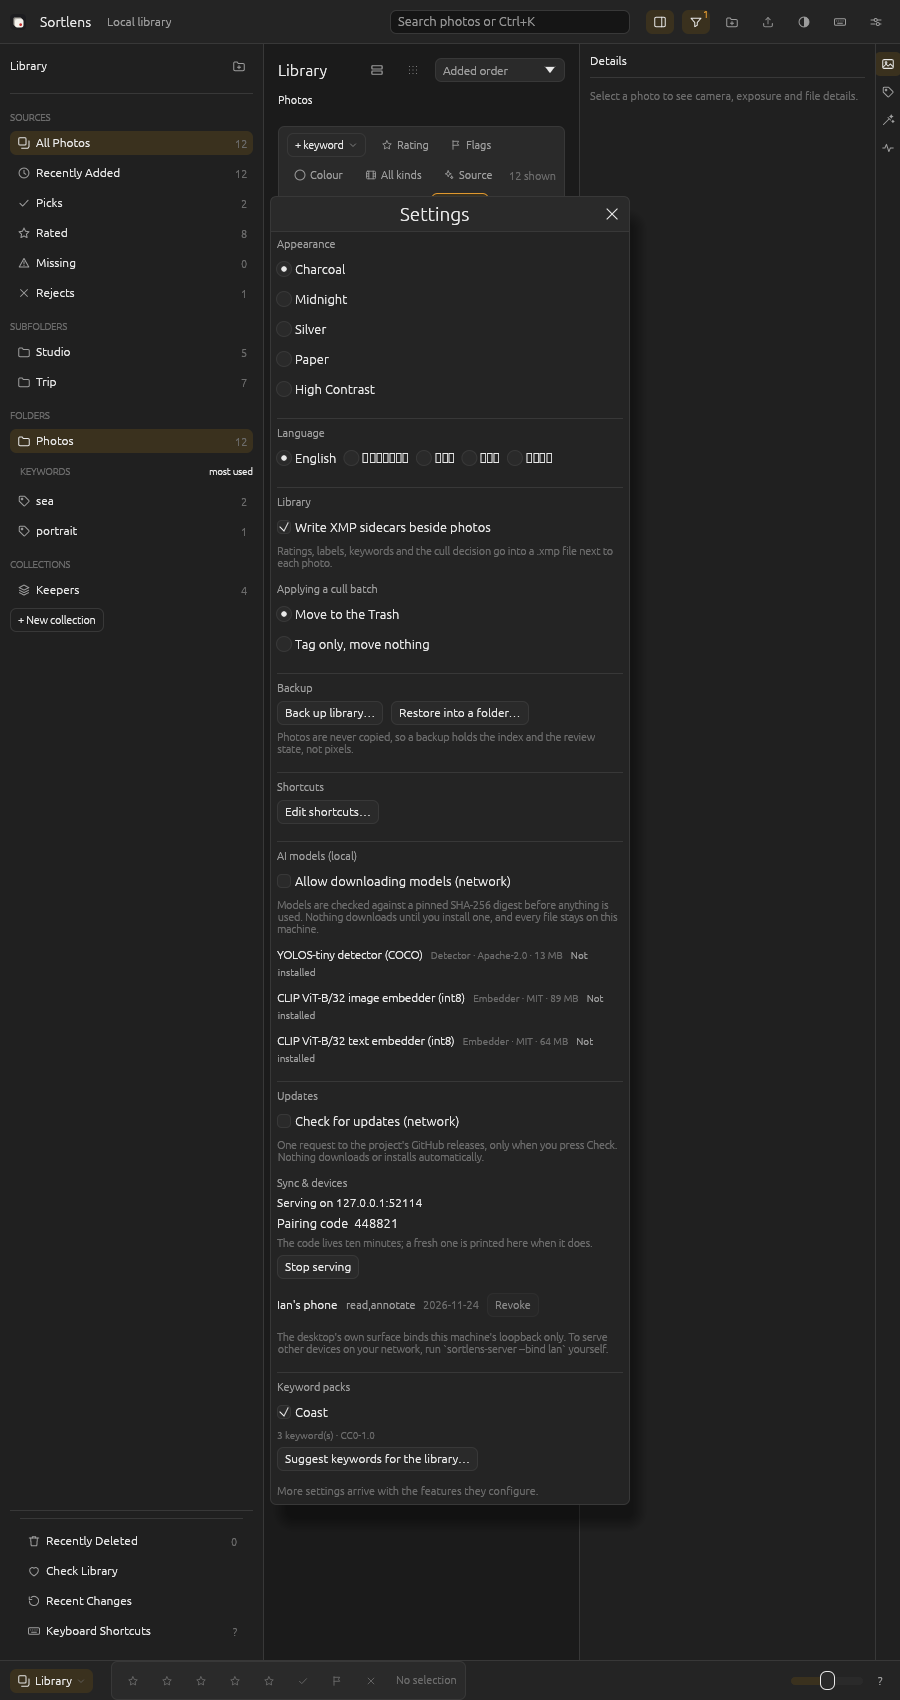 Sortlens
Local library
Search photos or Ctrl+K
1
Library
SOURCES
All Photos 12
Recently Added 12
Picks 2
Rated 8
Missing 0
Rejects 1
SUBFOLDERS
Studio 5
Trip 7
FOLDERS
Photos 12
KEYWORDS most used
sea 2
portrait 1
COLLECTIONS
Keepers 4
+ New collection
Recently Deleted 0
Check Library
Recent Changes
Keyboard Shortcuts ?
Library
Added order
Photos
+ keyword Rating Flags
Colour All kinds Source 12 shown
Settings
Appearance
Charcoal
Midnight
Silver
Paper
High Contrast
Language
English
Library
Write XMP sidecars beside photos
Ratings, labels, keywords and the cull decision go into a .xmp file next to
each photo.
Applying a cull batch
Move to the Trash
Tag only, move nothing
Backup
Back up library… Restore into a folder…
Photos are never copied, so a backup holds the index and the review
state, not pixels.
Shortcuts
Edit shortcuts…
AI models (local)
Allow downloading models (network)
Models are checked against a pinned SHA-256 digest before anything is
used. Nothing downloads until you install one, and every file stays on this
machine.
YOLOS-tiny detector (COCO) Detector · Apache-2.0 · 13 MB Not
installed
CLIP ViT-B/32 image embedder (int8) Embedder · MIT · 89 MB Not
installed
CLIP ViT-B/32 text embedder (int8) Embedder · MIT · 64 MB Not
installed
Updates
Check for updates (network)
One request to the project's GitHub releases, only when you press Check.
Nothing downloads or installs automatically.
Sync & devices
Serving on 127.0.0.1:52114
Pairing code 448821
The code lives ten minutes; a fresh one is printed here when it does.
Stop serving
Ian's phone read,annotate 2026-11-24 Revoke
The desktop's own surface binds this machine's loopback only. To serve
other devices on your network, run `sortlens-server --bind lan` yourself.
Keyword packs
Coast
3 keyword(s) · CC0-1.0
Suggest keywords for the library…
More settings arrive with the features they configure.
Details
Select a photo to see camera, exposure and file details.
Library
No selection
?